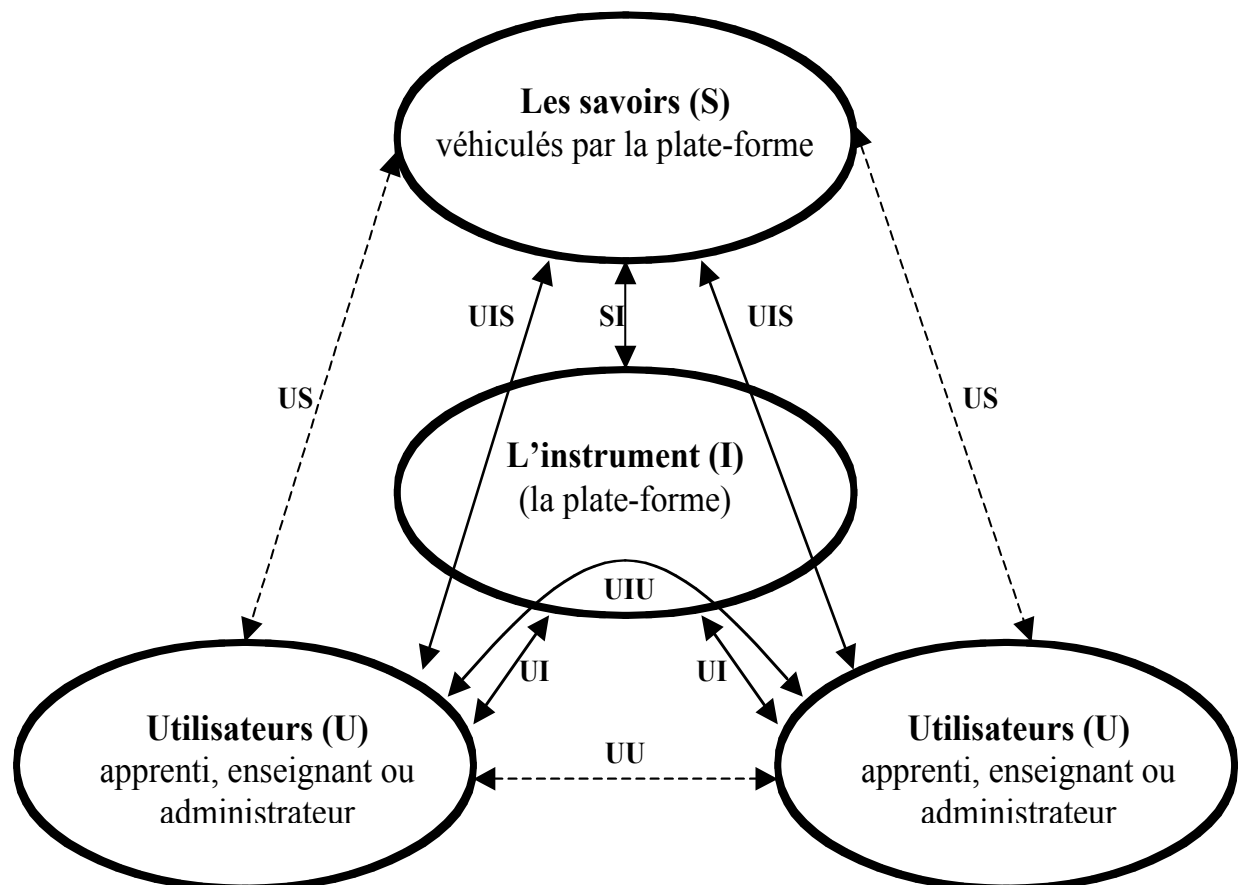 Les savoirs (S)
véhiculés par la plate-forme
UIS
SI
UIS
US
US
L’instrument (I)
(la plate-forme)
UIU
UI
UI
Utilisateurs (U)
apprenti, enseignant ou
administrateur
UU
Utilisateurs (U)
apprenti, enseignant ou
administrateur